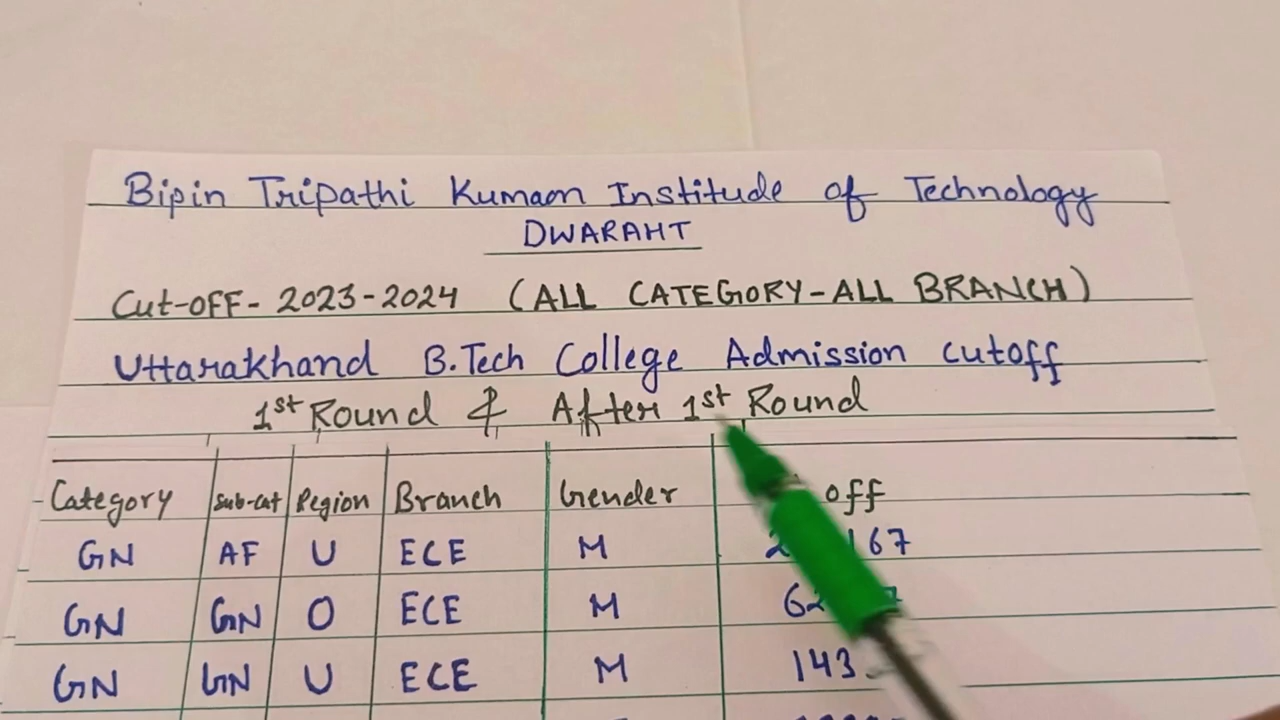 Bipin Tripathi Kumaon Institude of Technology
DWARAHT
Cut-OFF- 2023-2024 (ALL CATEGORY-ALL BRANCH)
Uttarakhand B.Tech College Admission cutoff
1st Round & After 1st Round
Category Sub-cat Region Branch Gender off
GN AF U ECE M
GN GN O ECE M
GN GN U ECE M